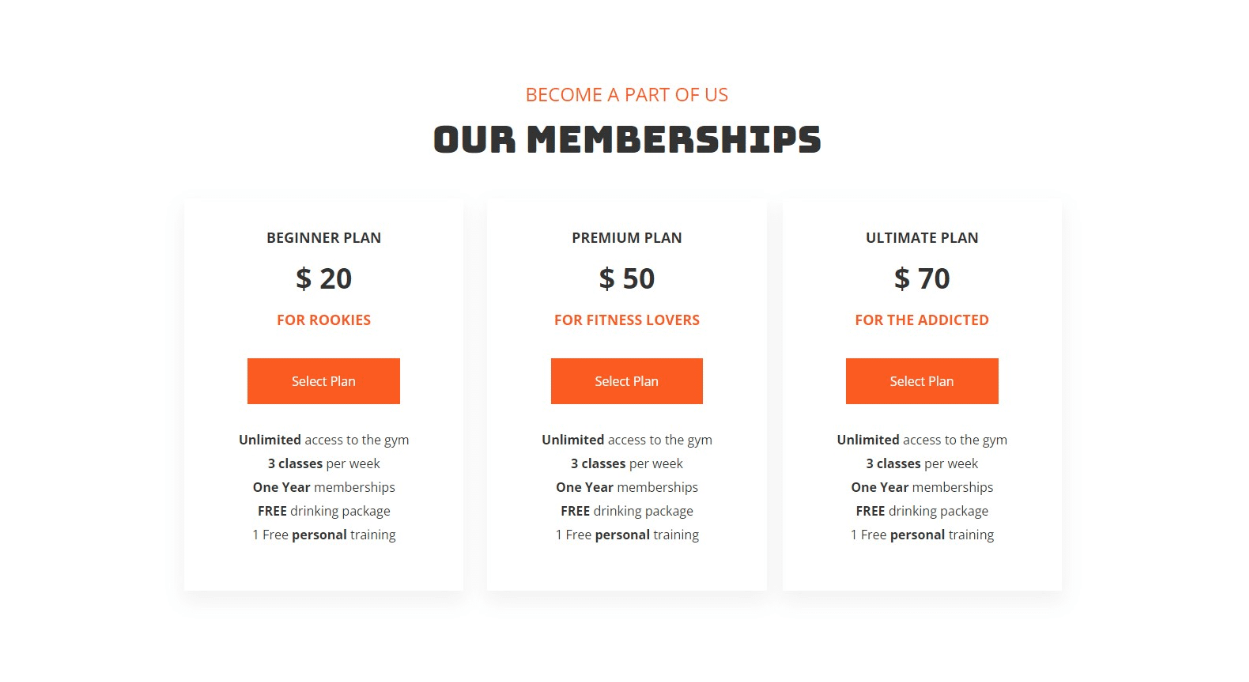 BECOME A PART OF US
OUR MEMBERSHIPS
BEGINNER PLAN
$ 20
FOR ROOKIES
Select Plan
Unlimited access to the gym
3 classes per week
One Year memberships
FREE drinking package
1 Free personal training
PREMIUM PLAN
$ 50
FOR FITNESS LOVERS
Select Plan
Unlimited access to the gym
3 classes per week
One Year memberships
FREE drinking package
1 Free personal training
ULTIMATE PLAN
$ 70
FOR THE ADDICTED
Select Plan
Unlimited access to the gym
3 classes per week
One Year memberships
FREE drinking package
1 Free personal training